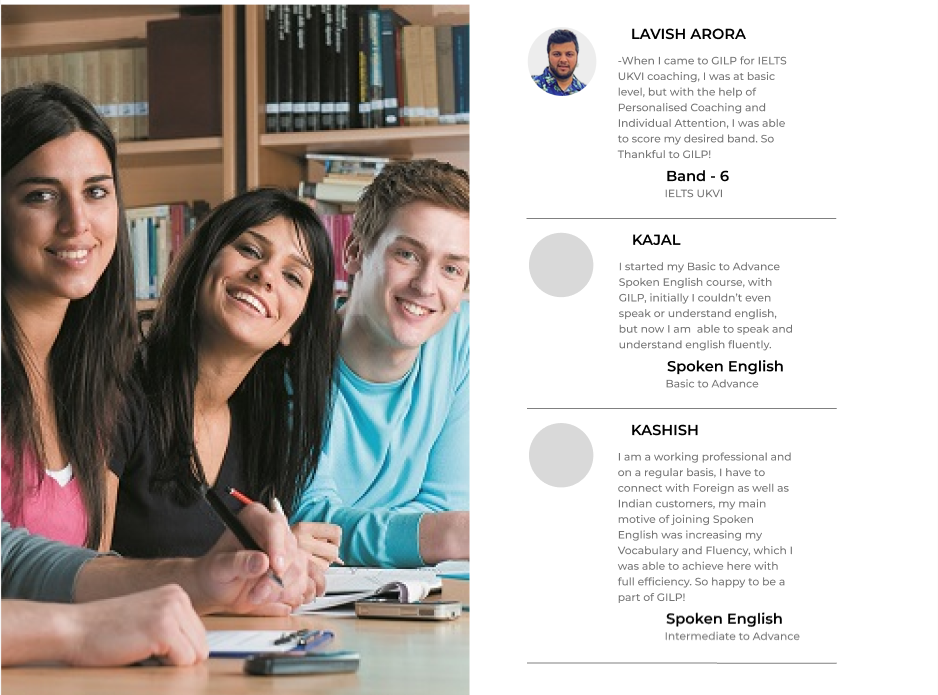 LAVISH ARORA
-When I came to GILP for IELTS
UKVI coaching, I was at basic
level, but with the help of
Personalised Coaching and
Individual Attention, I was able
to score my desired band. So
Thankful to GILP!
Band - 6
IELTS UKVI
KAJAL
I started my Basic to Advance
Spoken English course, with
GILP, initially I couldn't even
speak or understand english,
but now I am  able to speak and
understand english fluently.
Spoken English
Basic to Advance
KASHISH
I am a working professional and
on a regular basis, I have to
connect with Foreign as well as
Indian customers, my main
motive of joining Spoken
English was increasing my
Vocabulary and Fluency, which I
was able to achieve here with
full efficiency. So happy to be a
part of GILP!
Spoken English
Intermediate to Advance